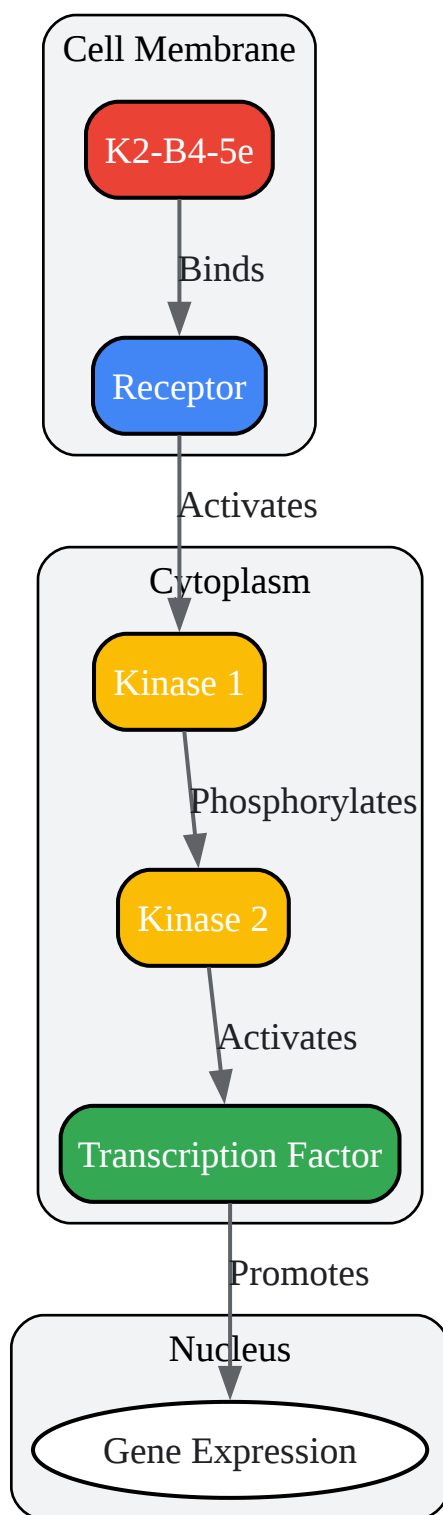 Cell Membrane
K2-B4-5e
Binds
Receptor
Activates
Cytoplasm
Kinase 1
Phosphorylates
Kinase 2
Activates
Transcription Factor
Promotes
Nucleus
Gene Expression